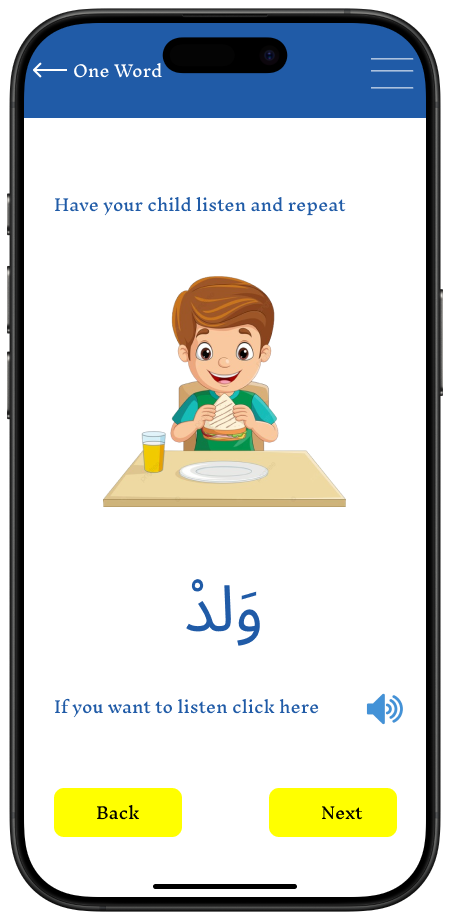 One Word
Have your child listen and repeat
وَلدْ
If you want to listen click here
Back
Next